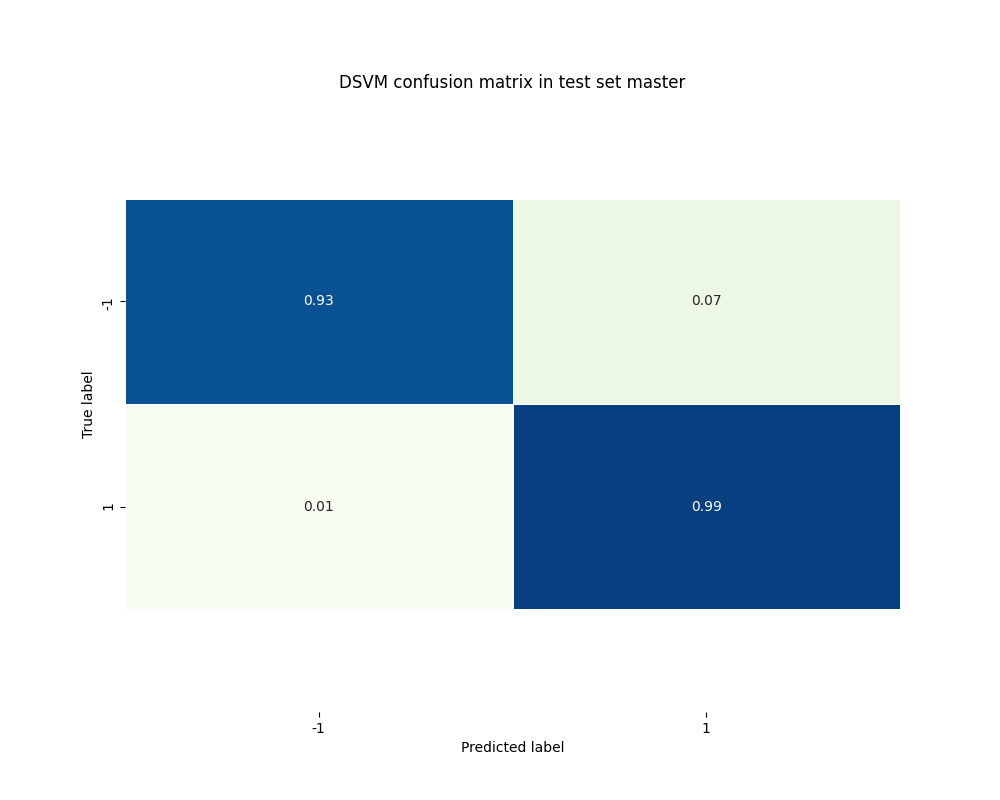 DSVM confusion matrix in test set master
True label
-1
0.93
0.07
1
0.01
0.99
-1
1
Predicted label